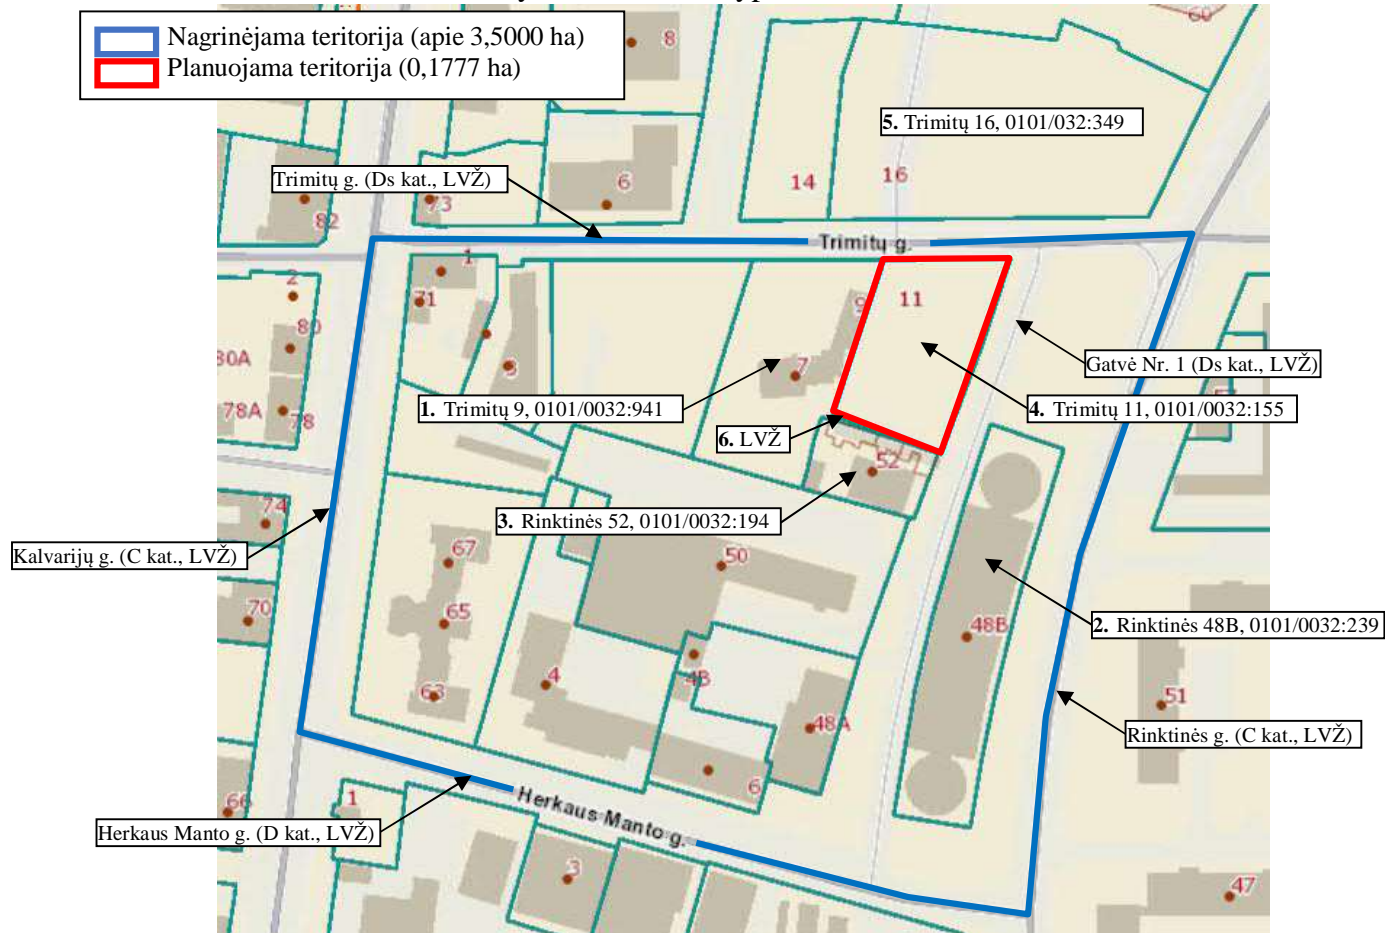 Nagrinėjama teritorija (apie 3,5000 ha)
Planuojama teritorija (0,1777 ha)
8
60
5. Trimitų 16, 0101/032:349
Trimitų g. (Ds kat., LVŽ)
6
14
16
73
82
Trimitų g.
1
71
2
80
80A
78A
78
3
9
11
7
Gatvė Nr. 1 (Ds kat., LVŽ)
1. Trimitų 9, 0101/0032:941
4. Trimitų 11, 0101/0032:155
6. LVŽ
52
3. Rinktinės 52, 0101/0032:194
74
Kalvarijų g. (C kat., LVŽ)
67
50
70
65
48B
2. Rinktinės 48B, 0101/0032:239
63
4
4B
48A
51
Rinktinės g. (C kat., LVŽ)
6
66
1
Herkaus Manto g.
Herkaus Manto g. (D kat., LVŽ)
3
47